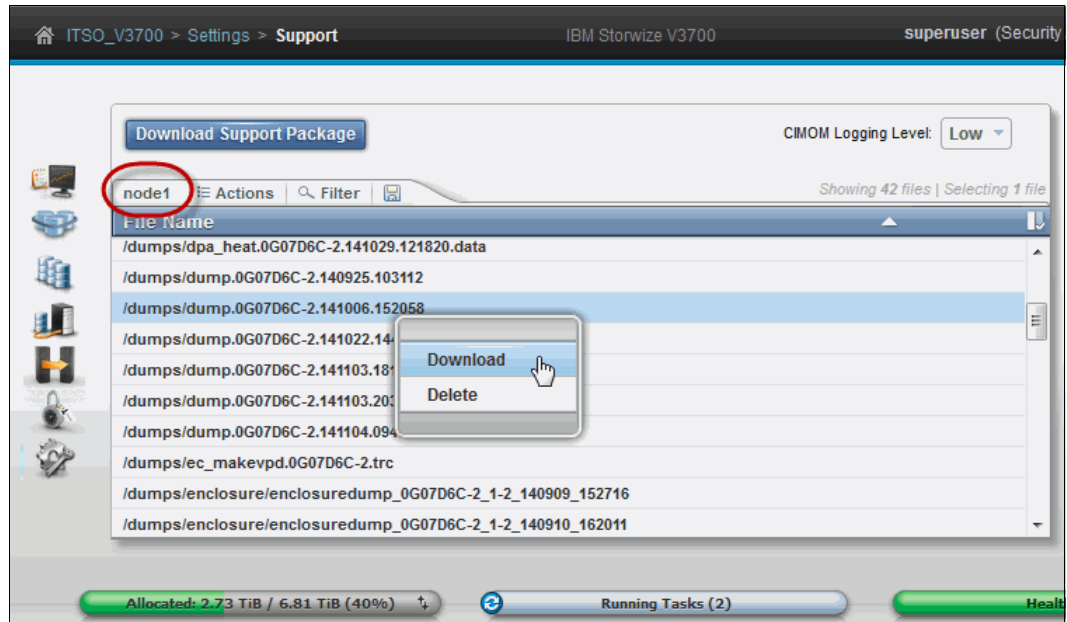 ITSO_V3700 > Settings > Support IBM Storwize V3700 superuser (Security
Download Support Package CIMOM Logging Level: Low
node1 Actions Filter Showing 42 files | Selecting 1 file
File Name
/dumps/dpa_heat.0G07D6C-2.141029.121820.data
/dumps/dump.0G07D6C-2.140925.103112
/dumps/dump.0G07D6C-2.141006.152058
/dumps/dump.0G07D6C-2.141022.14
Download
/dumps/dump.0G07D6C-2.141103.18
Delete
/dumps/dump.0G07D6C-2.141103.20
/dumps/dump.0G07D6C-2.141104.094
/dumps/ec_makevpd.0G07D6C-2.trc
/dumps/enclosure/enclosuredump_0G07D6C-2_1-2_140909_152716
/dumps/enclosure/enclosuredump_0G07D6C-2_1-2_140910_162011
Allocated: 2.73 TiB / 6.81 TiB (40%) Running Tasks (2) Healt